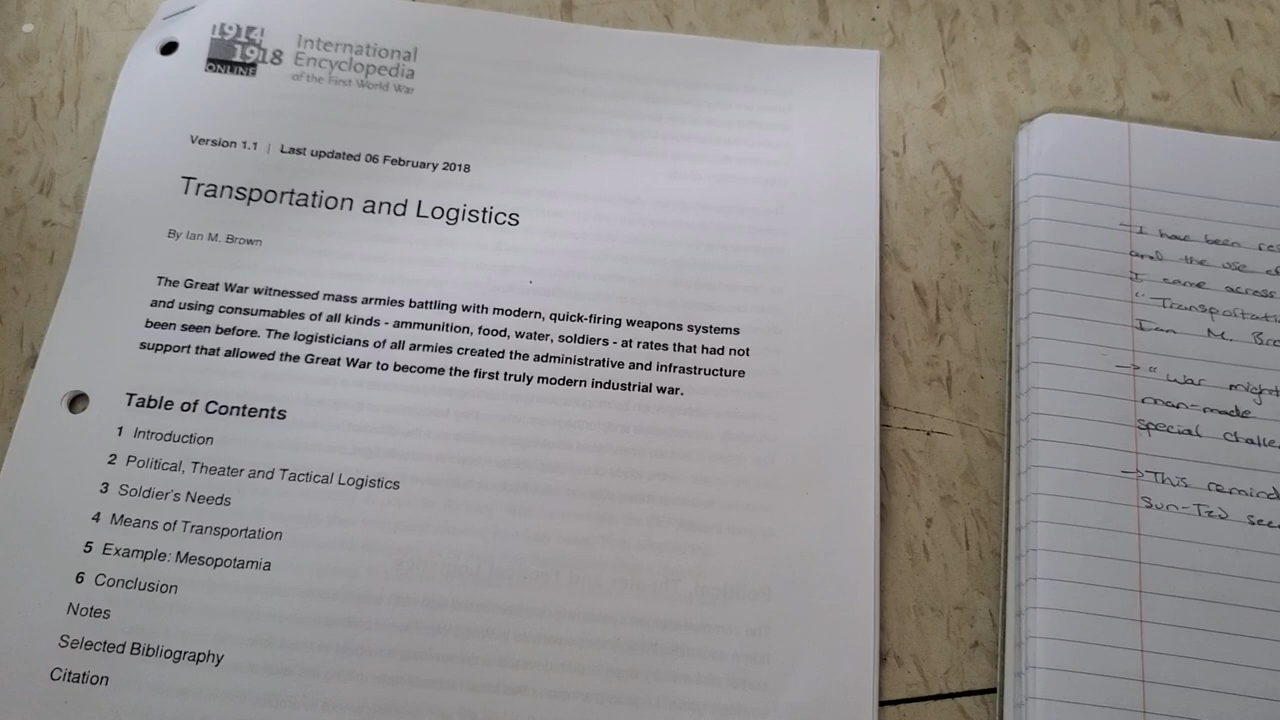 1914
1918
ONLINE
International
Encyclopedia
of the First World War
Version 1.1 | Last updated 06 February 2018
Transportation and Logistics
By Ian M. Brown
The Great War witnessed mass armies battling with modern, quick-firing weapons systems
and using consumables of all kinds - ammunition, food, water, soldiers - at rates that had not
been seen before. The logisticians of all armies created the administrative and infrastructure
support that allowed the Great War to become the first truly modern industrial war.
Table of Contents
1 Introduction
2 Political, Theater and Tactical Logistics
3 Soldier's Needs
4 Means of Transportation
5 Example: Mesopotamia
6 Conclusion
Notes
Selected Bibliography
Citation
- I have been
and the use
I came across
"Transportati
Ian M. Bro
→ "War might
man-made
special challe
→ This remind
Sun-Tzu see